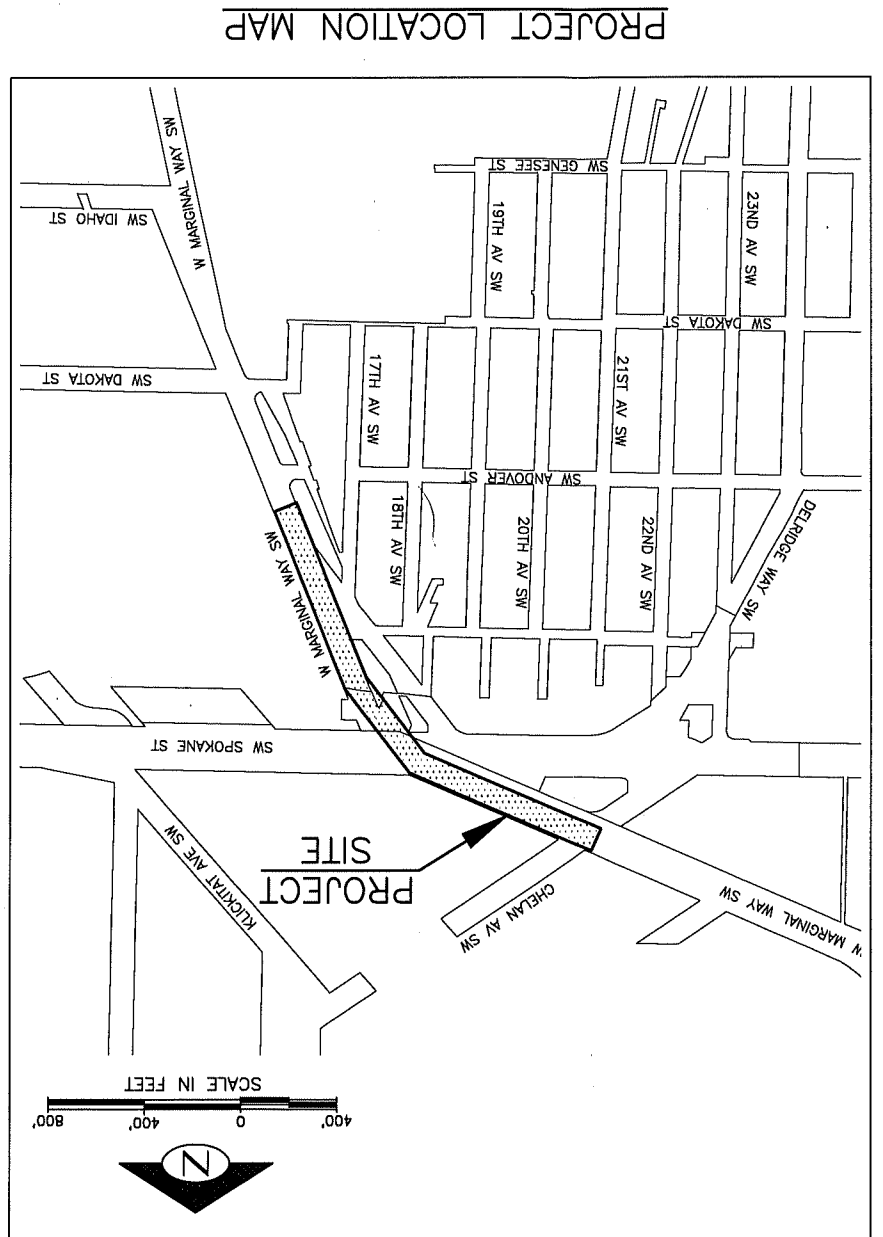 N
400' 0 400' 800'
SCALE IN FEET
W MARGINAL WAY SW
CHELAN AV SW
KLICKITAT AVE SW
PROJECT
SITE
SW SPOKANE ST
W MARGINAL WAY SW
DELRIDGE WAY SW
22ND AV SW
20TH AV SW
18TH AV SW
SW ANDOVER ST
21ST AV SW
17TH AV SW
SW DAKOTA ST
SW DAKOTA ST
23ND AV SW
19TH AV SW
SW IDAHO ST
W MARGINAL WAY SW
SW GENESEE ST
PROJECT LOCATION MAP